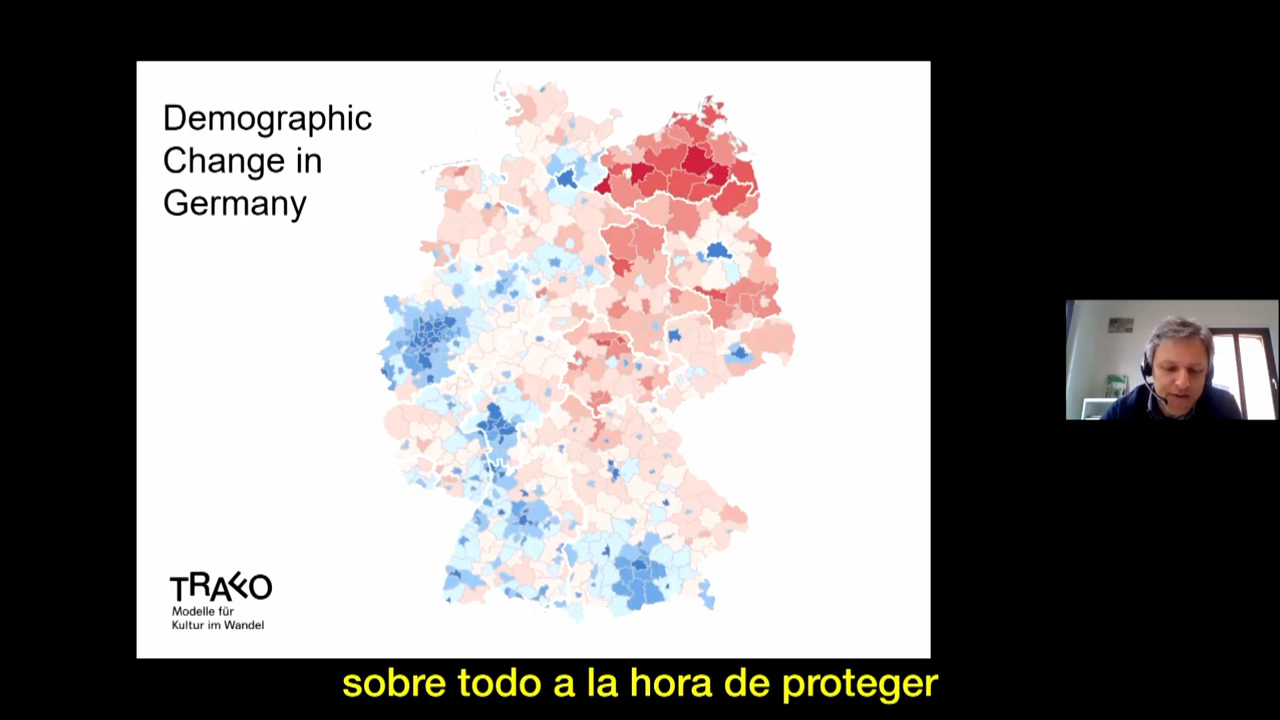 Demographic
Change in
Germany
TRAFO
Modelle für
Kultur im Wandel
sobre todo a la hora de proteger